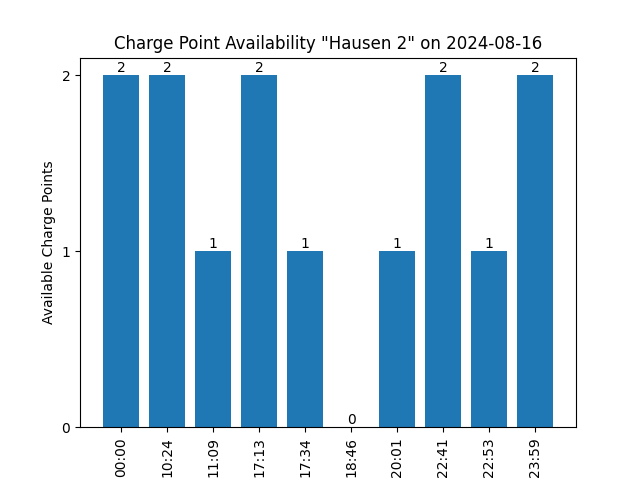 Charge Point Availability "Hausen 2" on 2024-08-16
Available Charge Points
2
1
0
2 2 1 2 1 0 1 2 1 2
00:00 10:24 11:09 17:13 17:34 18:46 20:01 22:41 22:53 23:59